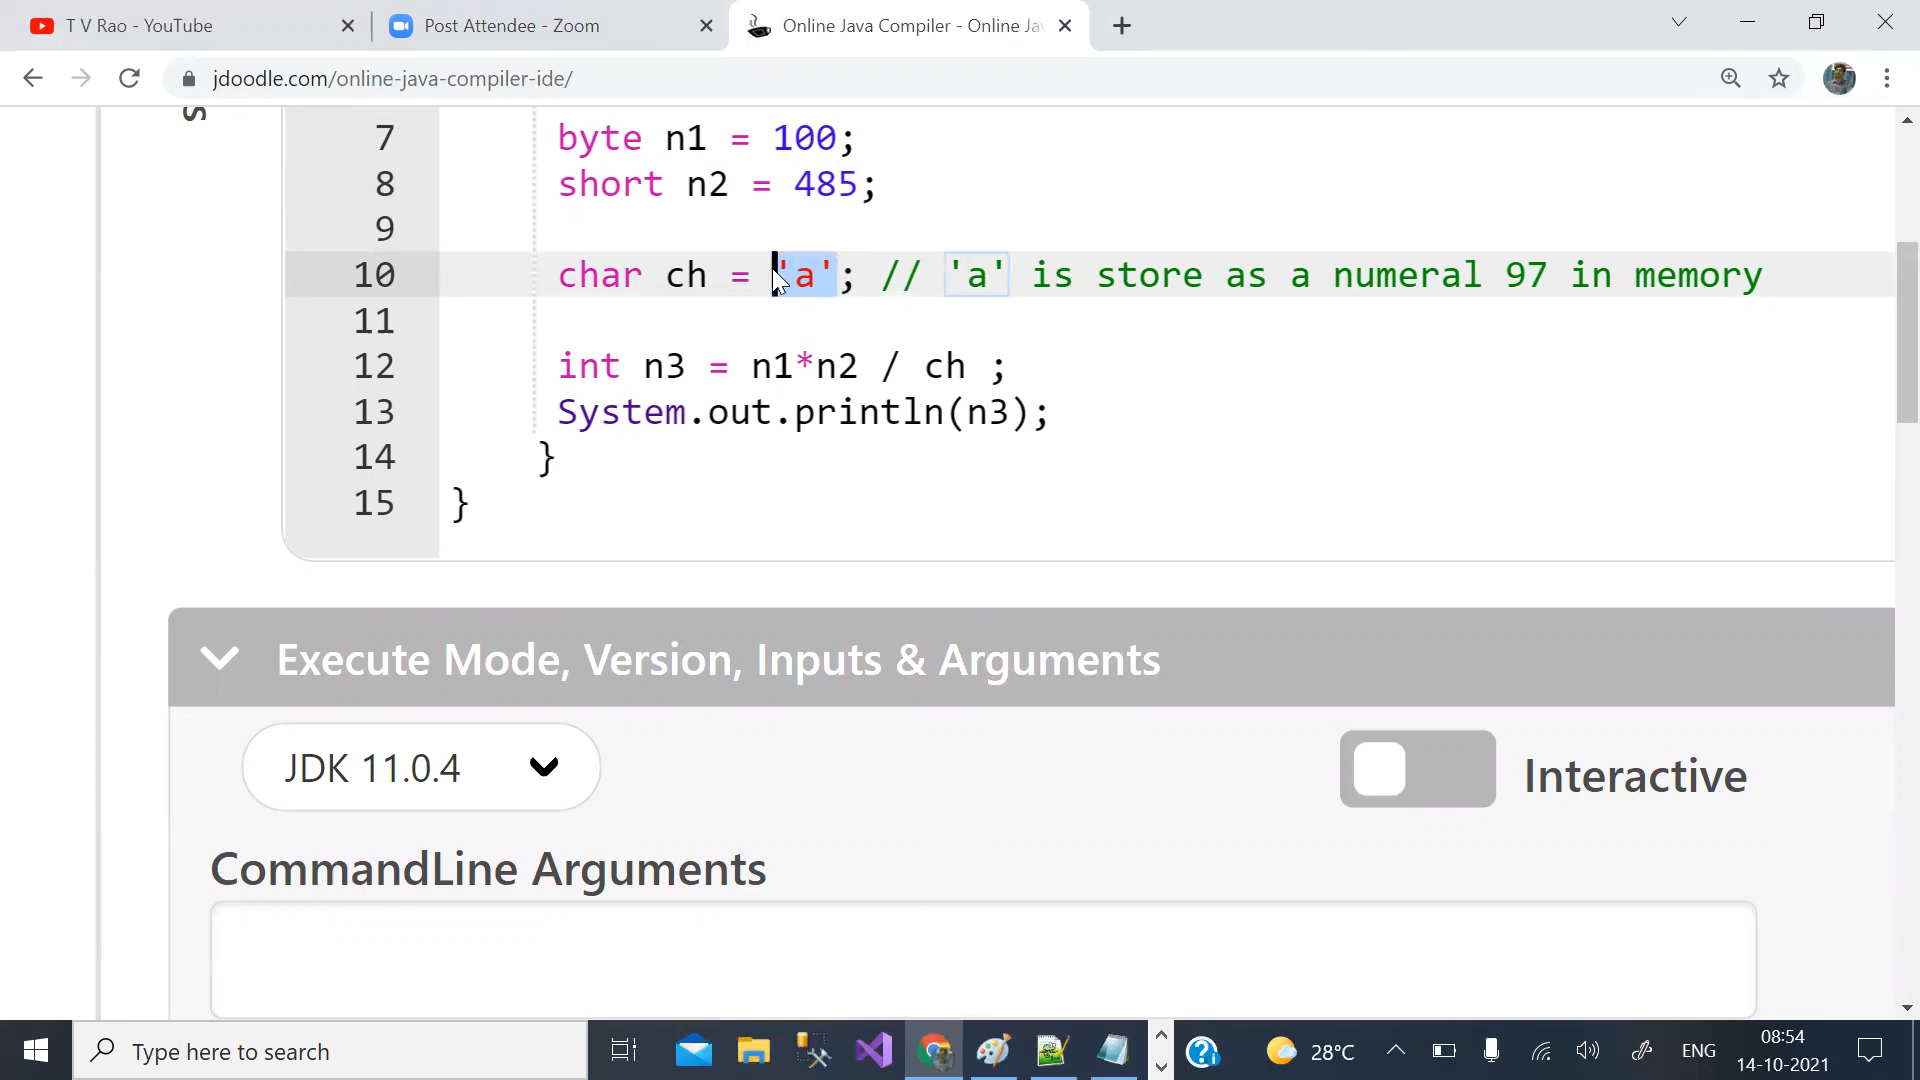 T V Rao - YouTube
Post Attendee - Zoom
Online Java Compiler - Online Ja
jdoodle.com/online-java-compiler-ide/
s
7 byte n1 = 100;
8 short n2 = 485;
9
10 char ch = 'a'; // 'a' is store as a numeral 97 in memory
11
12 int n3 = n1*n2 / ch ;
13 System.out.println(n3);
14 }
15 }
Execute Mode, Version, Inputs & Arguments
JDK 11.0.4
Interactive
CommandLine Arguments
Type here to search
28°C
ENG
08:54
14-10-2021